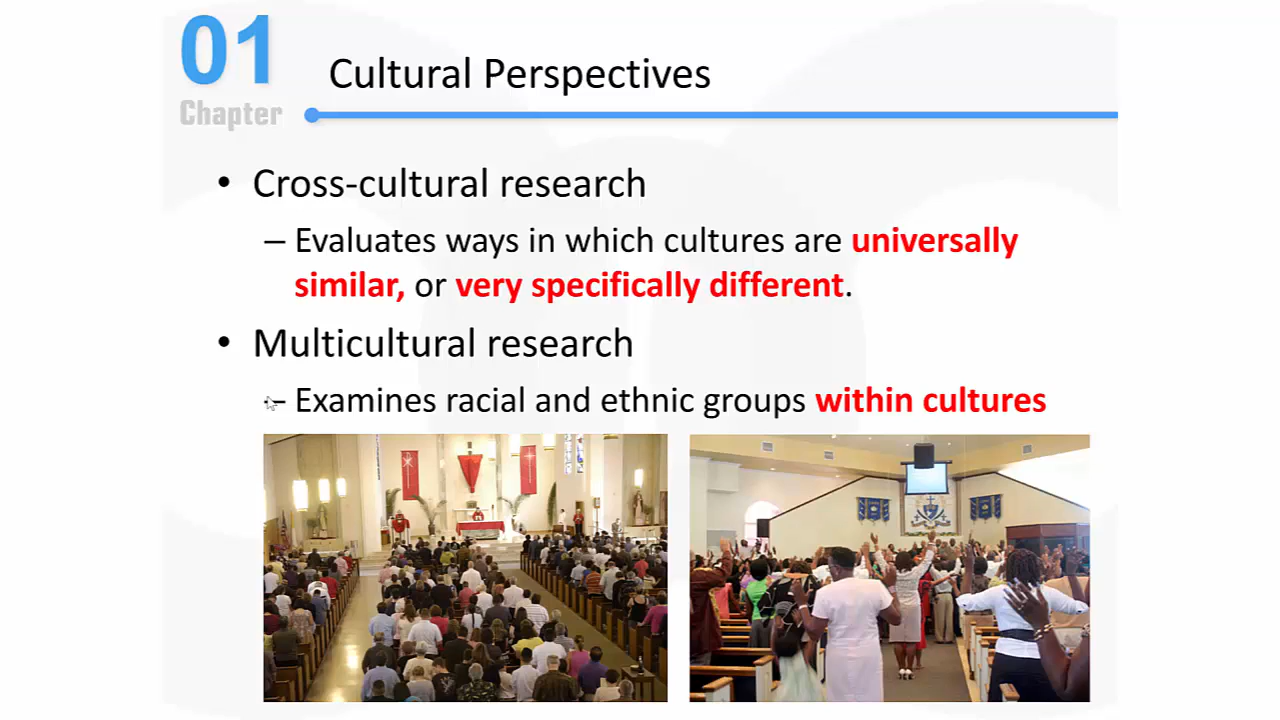 01
Chapter
Cultural Perspectives
• Cross-cultural research
– Evaluates ways in which cultures are universally
similar, or very specifically different.
• Multicultural research
– Examines racial and ethnic groups within cultures